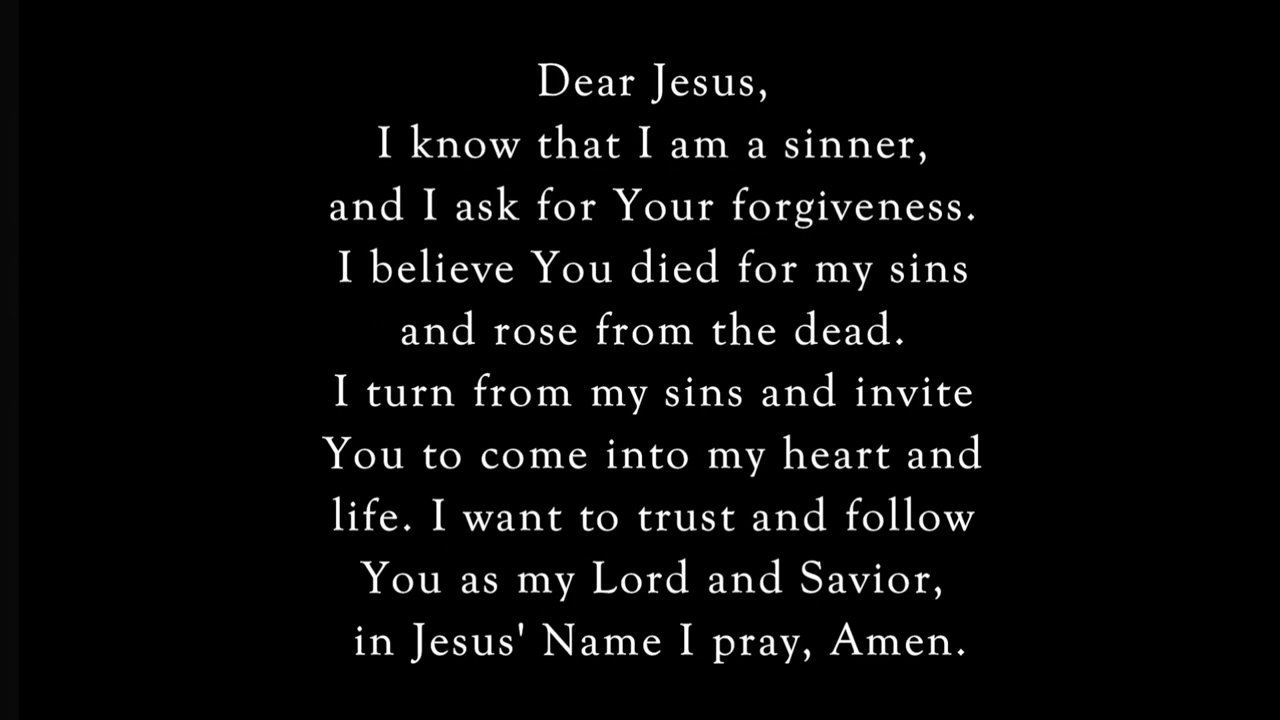 Dear Jesus,
I know that I am a sinner,
and I ask for Your forgiveness.
I believe You died for my sins
and rose from the dead.
I turn from my sins and invite
You to come into my heart and
life. I want to trust and follow
You as my Lord and Savior,
in Jesus' Name I pray, Amen.